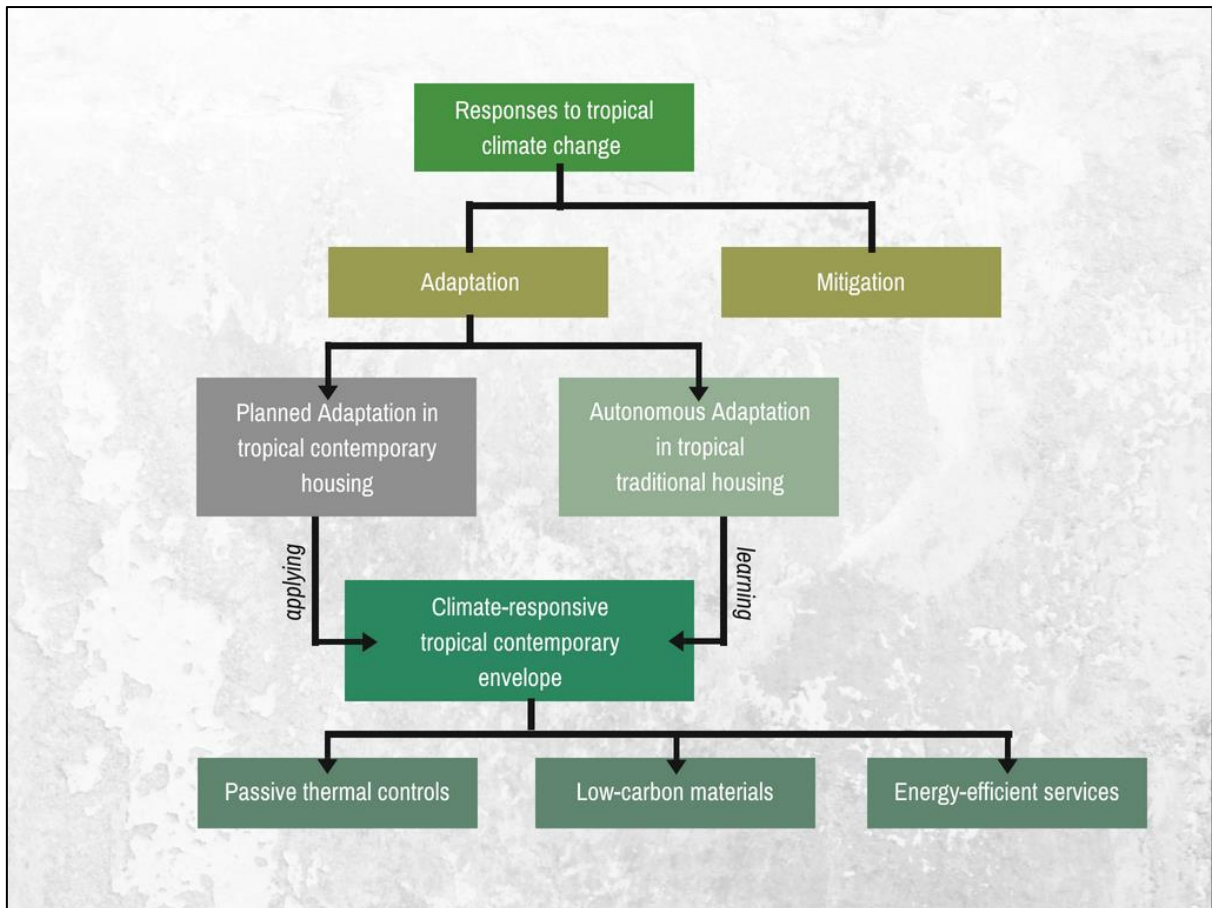 Responses to tropical
climate change
Adaptation
Mitigation
Planned Adaptation in
tropical contemporary
housing
Autonomous Adaptation
in tropical
traditional housing
applying
learning
Climate-responsive
tropical contemporary
envelope
Passive thermal controls
Low-carbon materials
Energy-efficient services